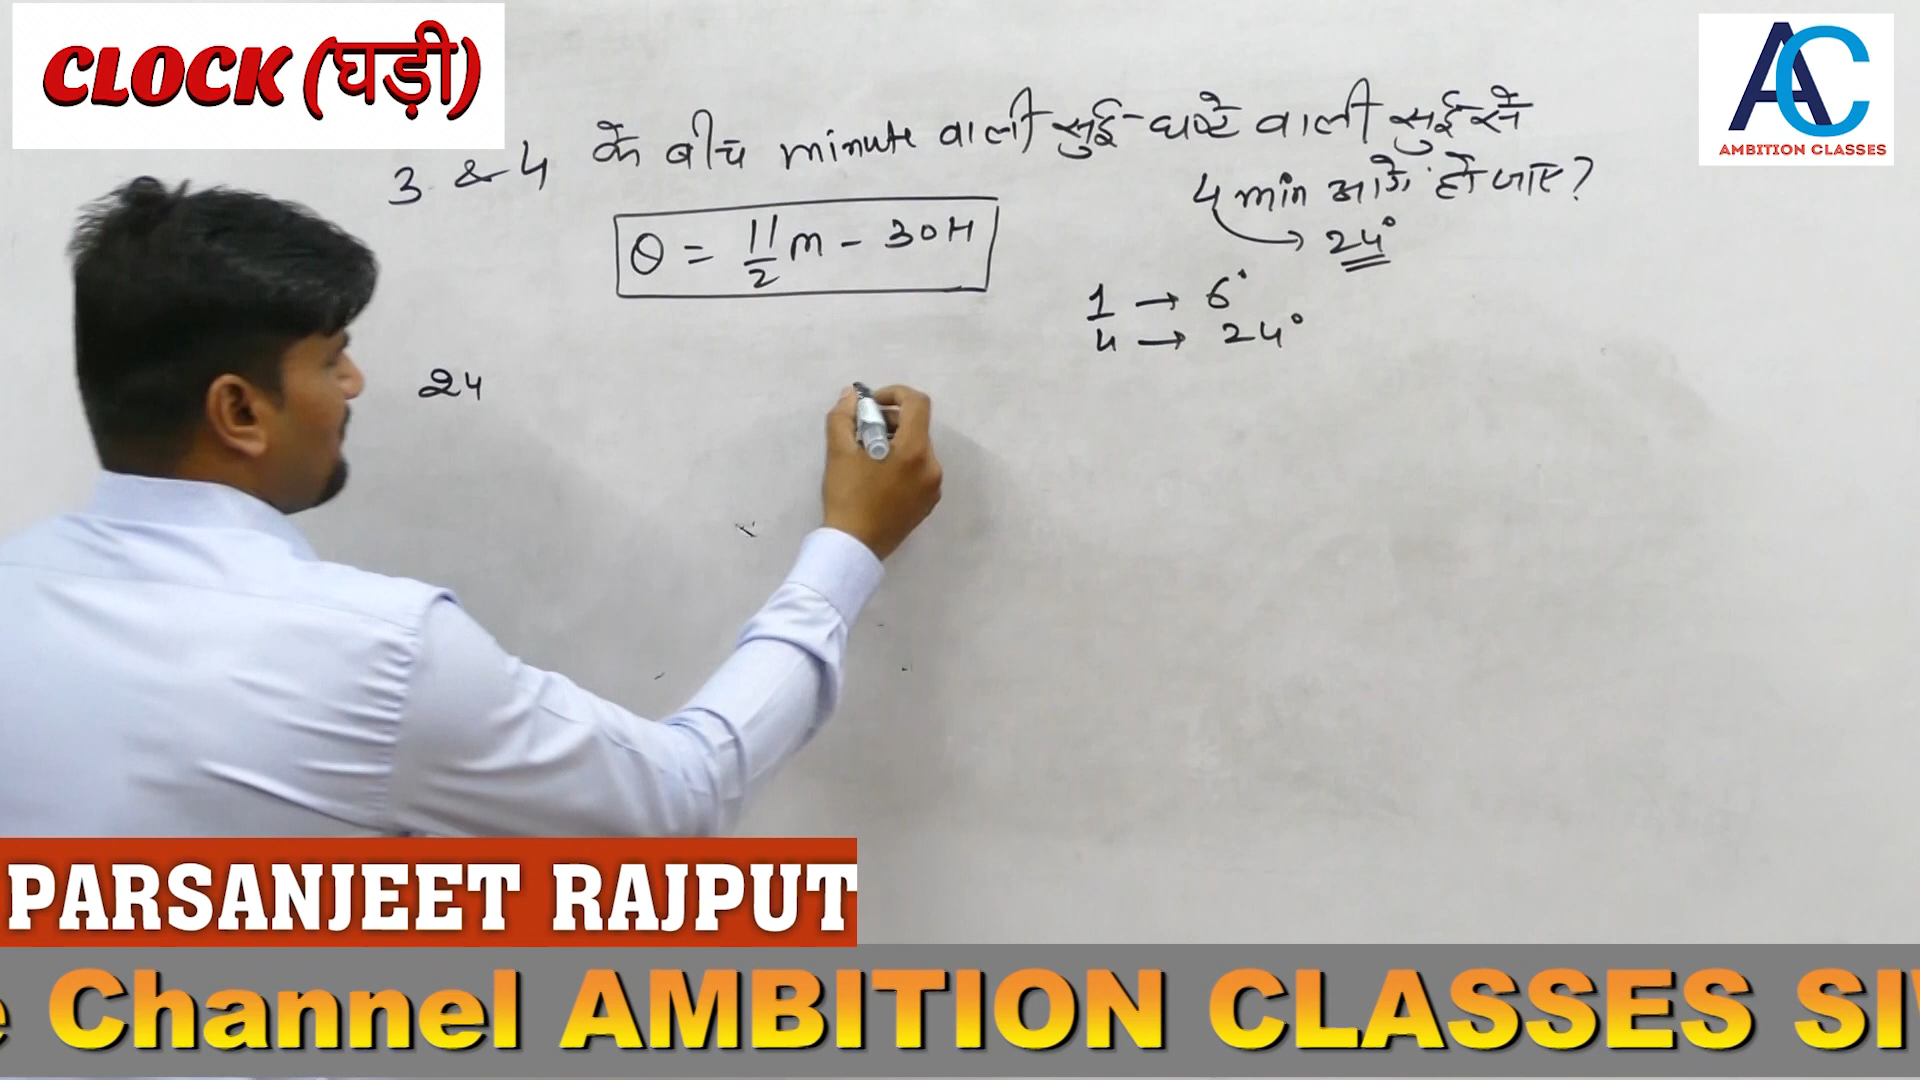 CLOCK (घड़ी)
AC
AMBITION CLASSES
3 & 4 के बीच minute वाली सुई घण्टे वाली सुई से
4 min आगे हो जाए?
24°
θ = 11/2 m - 30H
1 → 6°
4 → 24°
24
PARSANJEET RAJPUT
e Channel AMBITION CLASSES SI